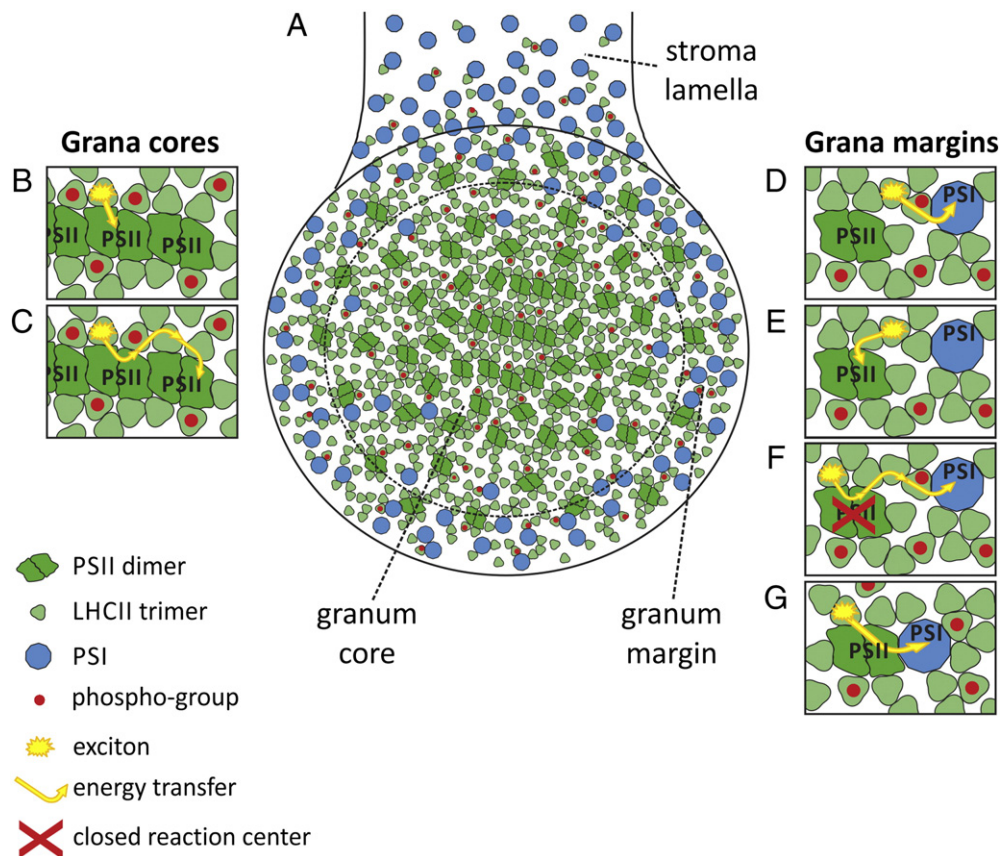 A
stroma
lamella
Grana cores
B
PSII
PSII
PSII
C
PSII
PSII
PSII
Grana margins
D
PSI
PSII
E
PSI
PSII
F
PSI
PSII
G
PSI
PSII
granum
core
granum
margin
PSII dimer
LHCII trimer
PSI
phospho-group
exciton
energy transfer
closed reaction center